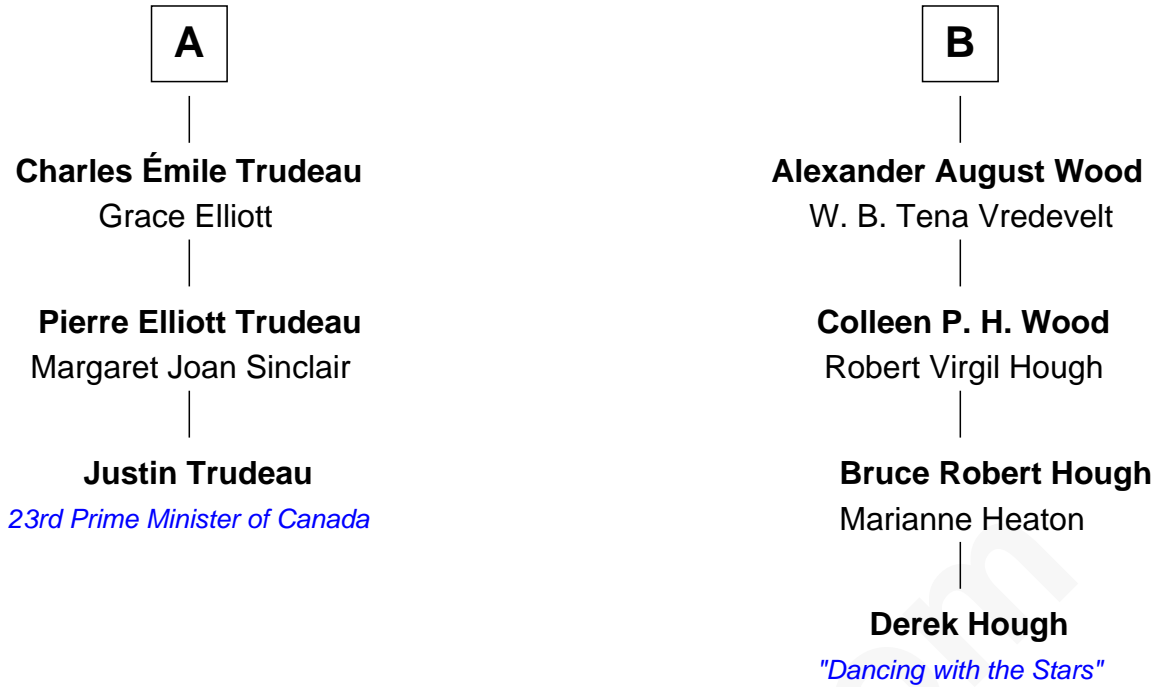 A
Charles Émile Trudeau
Grace Elliott
Pierre Elliott Trudeau
Margaret Joan Sinclair
Justin Trudeau
23rd Prime Minister of Canada
B
Alexander August Wood
W. B. Tena Vredevelt
Colleen P. H. Wood
Robert Virgil Hough
Bruce Robert Hough
Marianne Heaton
Derek Hough
"Dancing with the Stars"